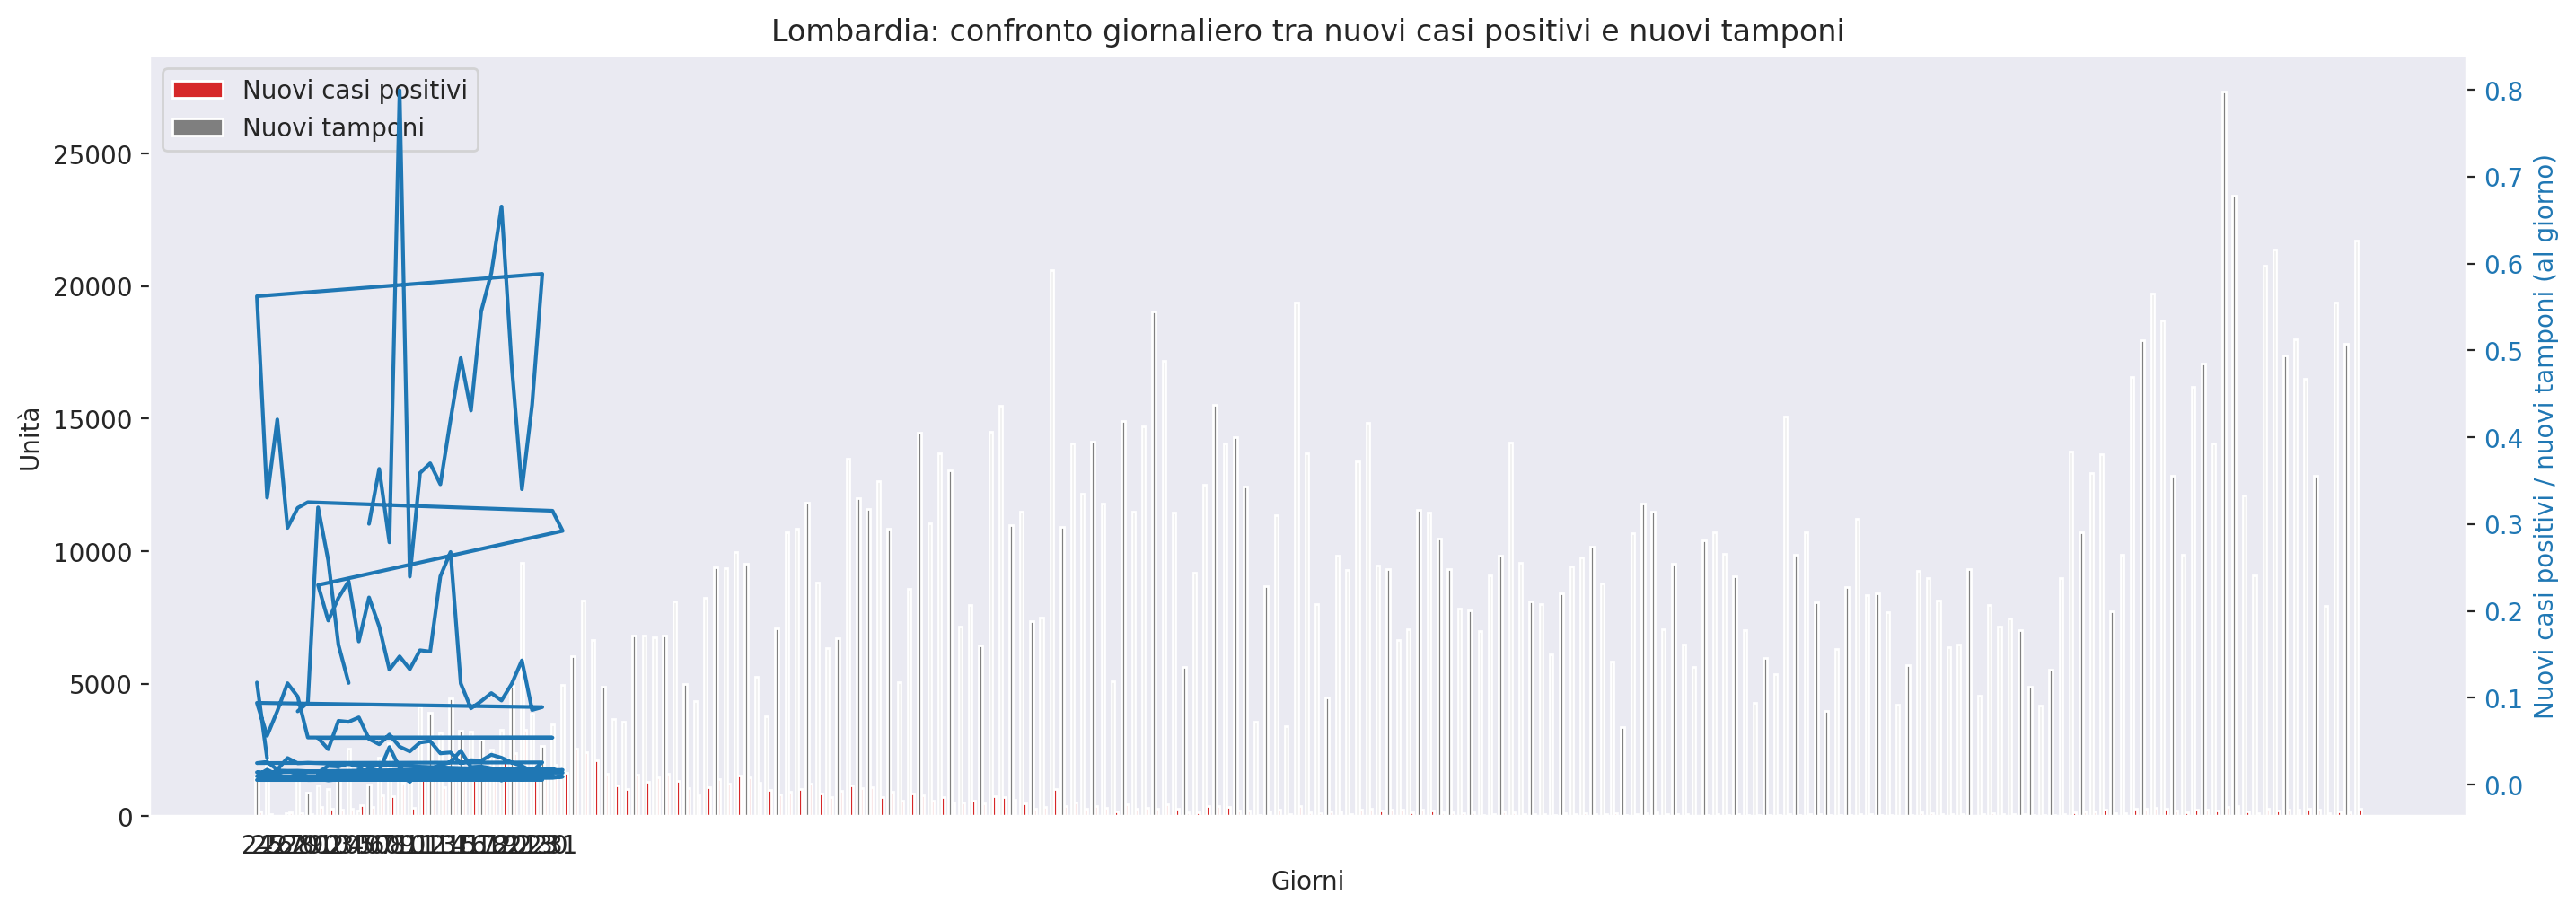 Lombardia: confronto giornaliero tra nuovi casi positivi e nuovi tamponi
Nuovi casi positivi
Nuovi tamponi
25000
20000
15000
10000
5000
0
Unità
0.8
0.7
0.6
0.5
0.4
0.3
0.2
0.1
0.0
Nuovi casi positivi / nuovi tamponi (al giorno)
Giorni